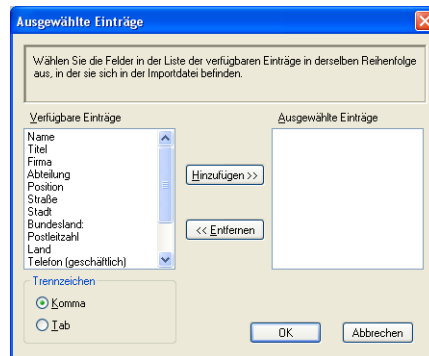 Ausgewählte Einträge
Wählen Sie die Felder in der Liste der verfügbaren Einträge in derselben Reihenfolge
aus, in der sie sich in der Importdatei befinden.
Verfügbare Einträge
Ausgewählte Einträge
Name
Titel
Firma
Abteilung
Position
Straße
Stadt
Bundesland:
Postleitzahl
Land
Telefon (geschäftlich)
Hinzufügen >>
<< Entfernen
Trennzeichen
Komma
Tab
OK
Abbrechen